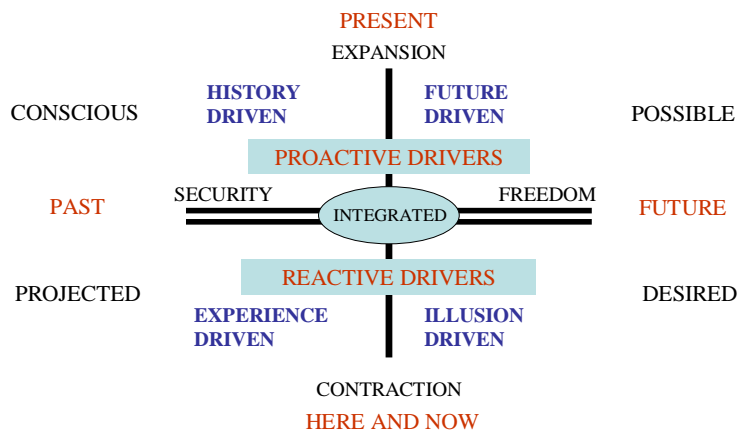 PRESENT
EXPANSION
HISTORY
DRIVEN
FUTURE
DRIVEN
CONSCIOUS
POSSIBLE
PROACTIVE DRIVERS
SECURITY
FREEDOM
PAST
INTEGRATED
FUTURE
REACTIVE DRIVERS
PROJECTED
DESIRED
EXPERIENCE
DRIVEN
ILLUSION
DRIVEN
CONTRACTION
HERE AND NOW